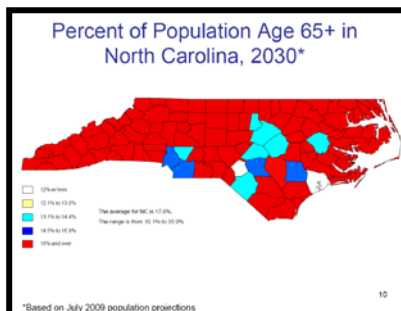 Percent of Population Age 65+ in
North Carolina, 2030*
12% or less
12.1% to 13.0%
13.1% to 14.4%
14.5% to 15.9%
16% and over
The average for NC is 17.8%.
The range is from 10.1% to 35.9%
10
*Based on July 2009 population projections